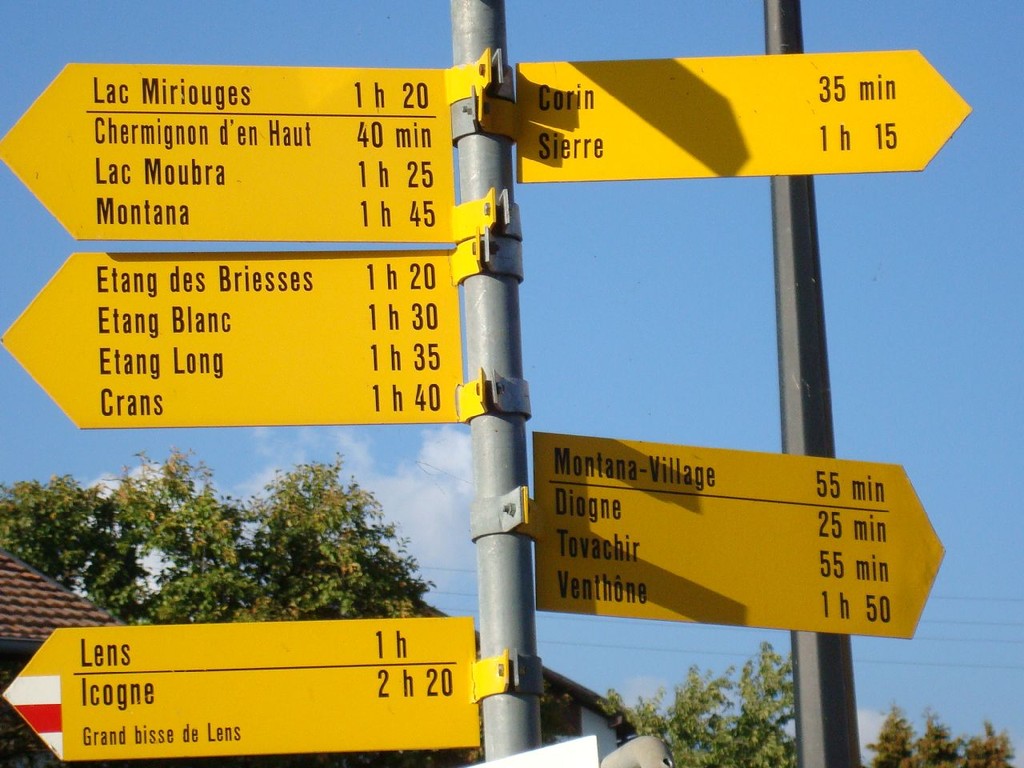 Lac Miriouges 1 h 20
Chermignon d'en Haut 40 min
Lac Moubra 1 h 25
Montana 1 h 45
Etang des Briesses 1 h 20
Etang Blanc 1 h 30
Etang Long 1 h 35
Crans 1 h 40
Lens 1 h
Icogne 2 h 20
Grand bisse de Lens
Corin 35 min
Sierre 1 h 15
Montana-Village 55 min
Diogne 25 min
Tovachir 55 min
Venthône 1 h 50